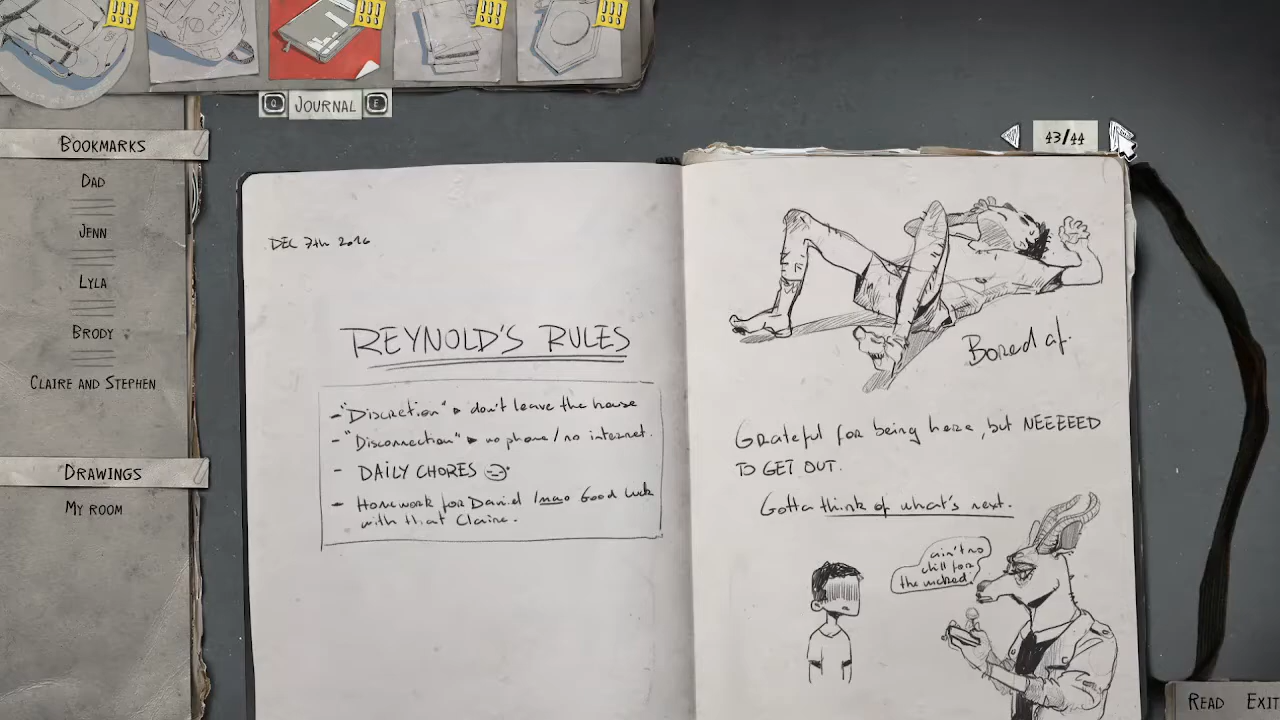 Q JOURNAL E
BOOKMARKS
DAD
JENN
LYLA
BRODY
CLAIRE AND STEPHEN
DRAWINGS
MY ROOM
43/44
DEC 7th 2016
REYNOLD'S RULES
- "Discretion" ▸ don't leave the house
- "Disconnection" ▸ no phone / no internet.
- DAILY CHORES
- Homework for Daniel lmao Good luck
with that Claire.
Bored af.
Grateful for being here, but NEEEEED
TO GET OUT.
Gotta think of what's next.
ain't no
chill for
the wicked.
READ EXIT